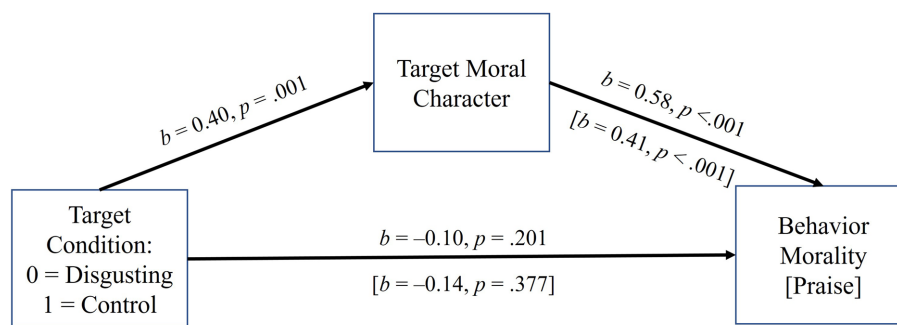 Target Moral
Character
b = 0.40, p = .001
b = 0.58, p <.001
[b = 0.41, p < .001]
Target
Condition:
0 = Disgusting
1 = Control
b = –0.10, p = .201
[b = –0.14, p = .377]
Behavior
Morality
[Praise]